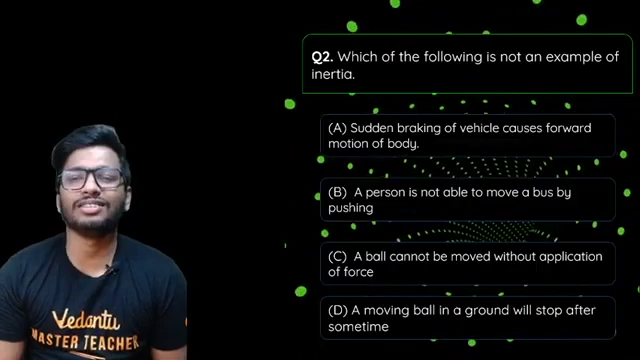 Q2. Which of the following is not an example of
inertia.
(A) Sudden braking of vehicle causes forward
motion of body.
(B) A person is not able to move a bus by
pushing
(C) A ball cannot be moved without application
of force
(D) A moving ball in a ground will stop after
sometime
Vedantu
MASTER TEACHER